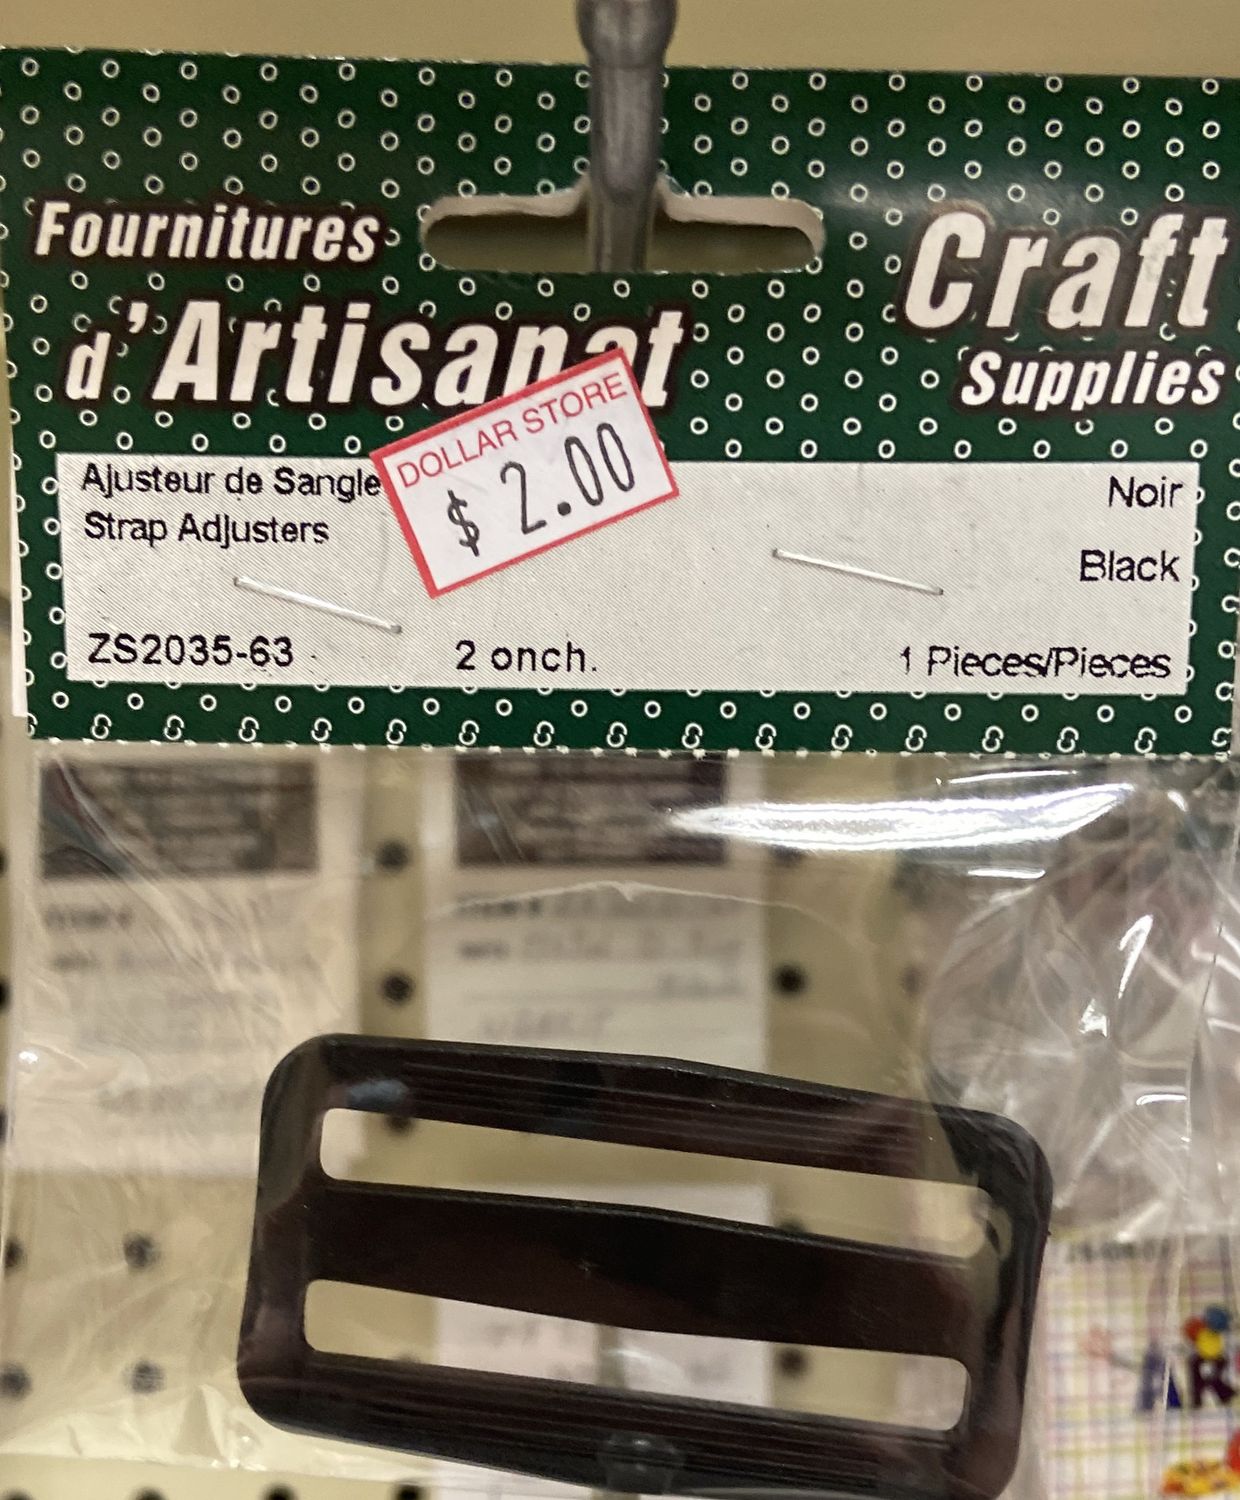 Fournitures
d'Artisanat
Craft
Supplies
DOLLAR STORE
$ 2.00
Ajusteur de Sangle
Strap Adjusters
Noir
Black
ZS2035-63
2 onch.
1 Pieces/Pieces